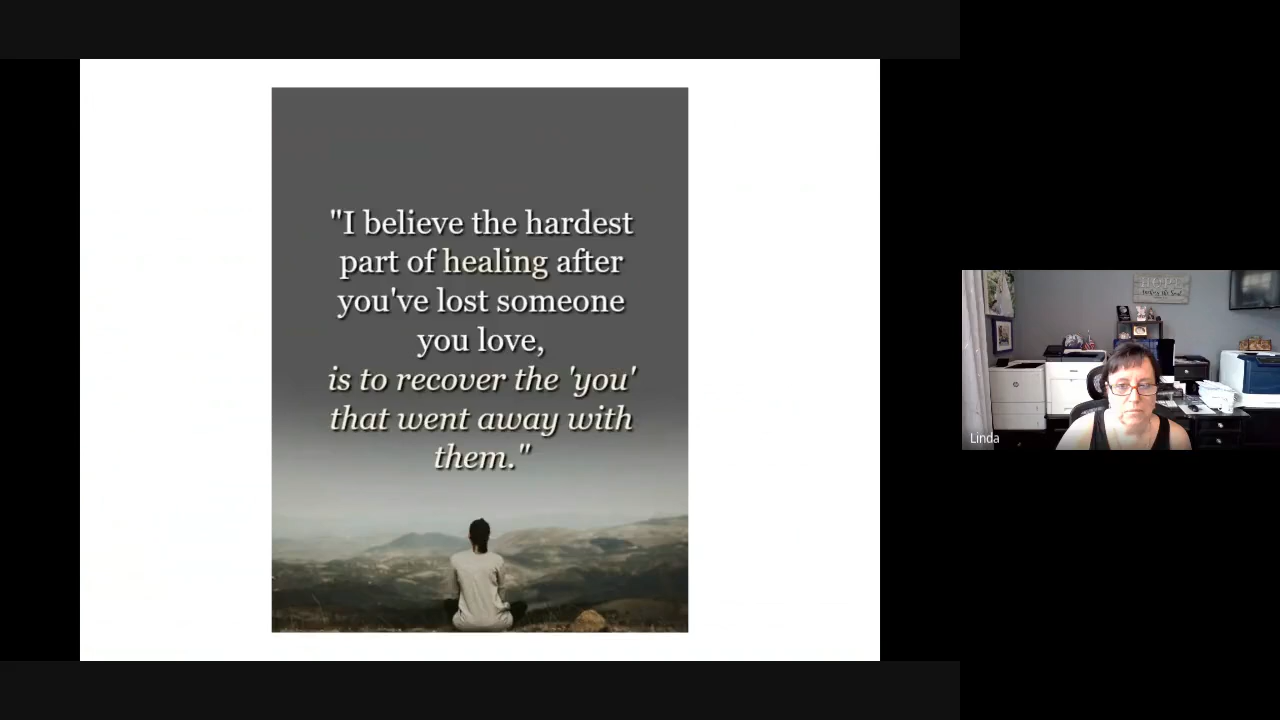 "I believe the hardest
part of healing after
you've lost someone
you love,
is to recover the 'you'
that went away with
them."
Linda